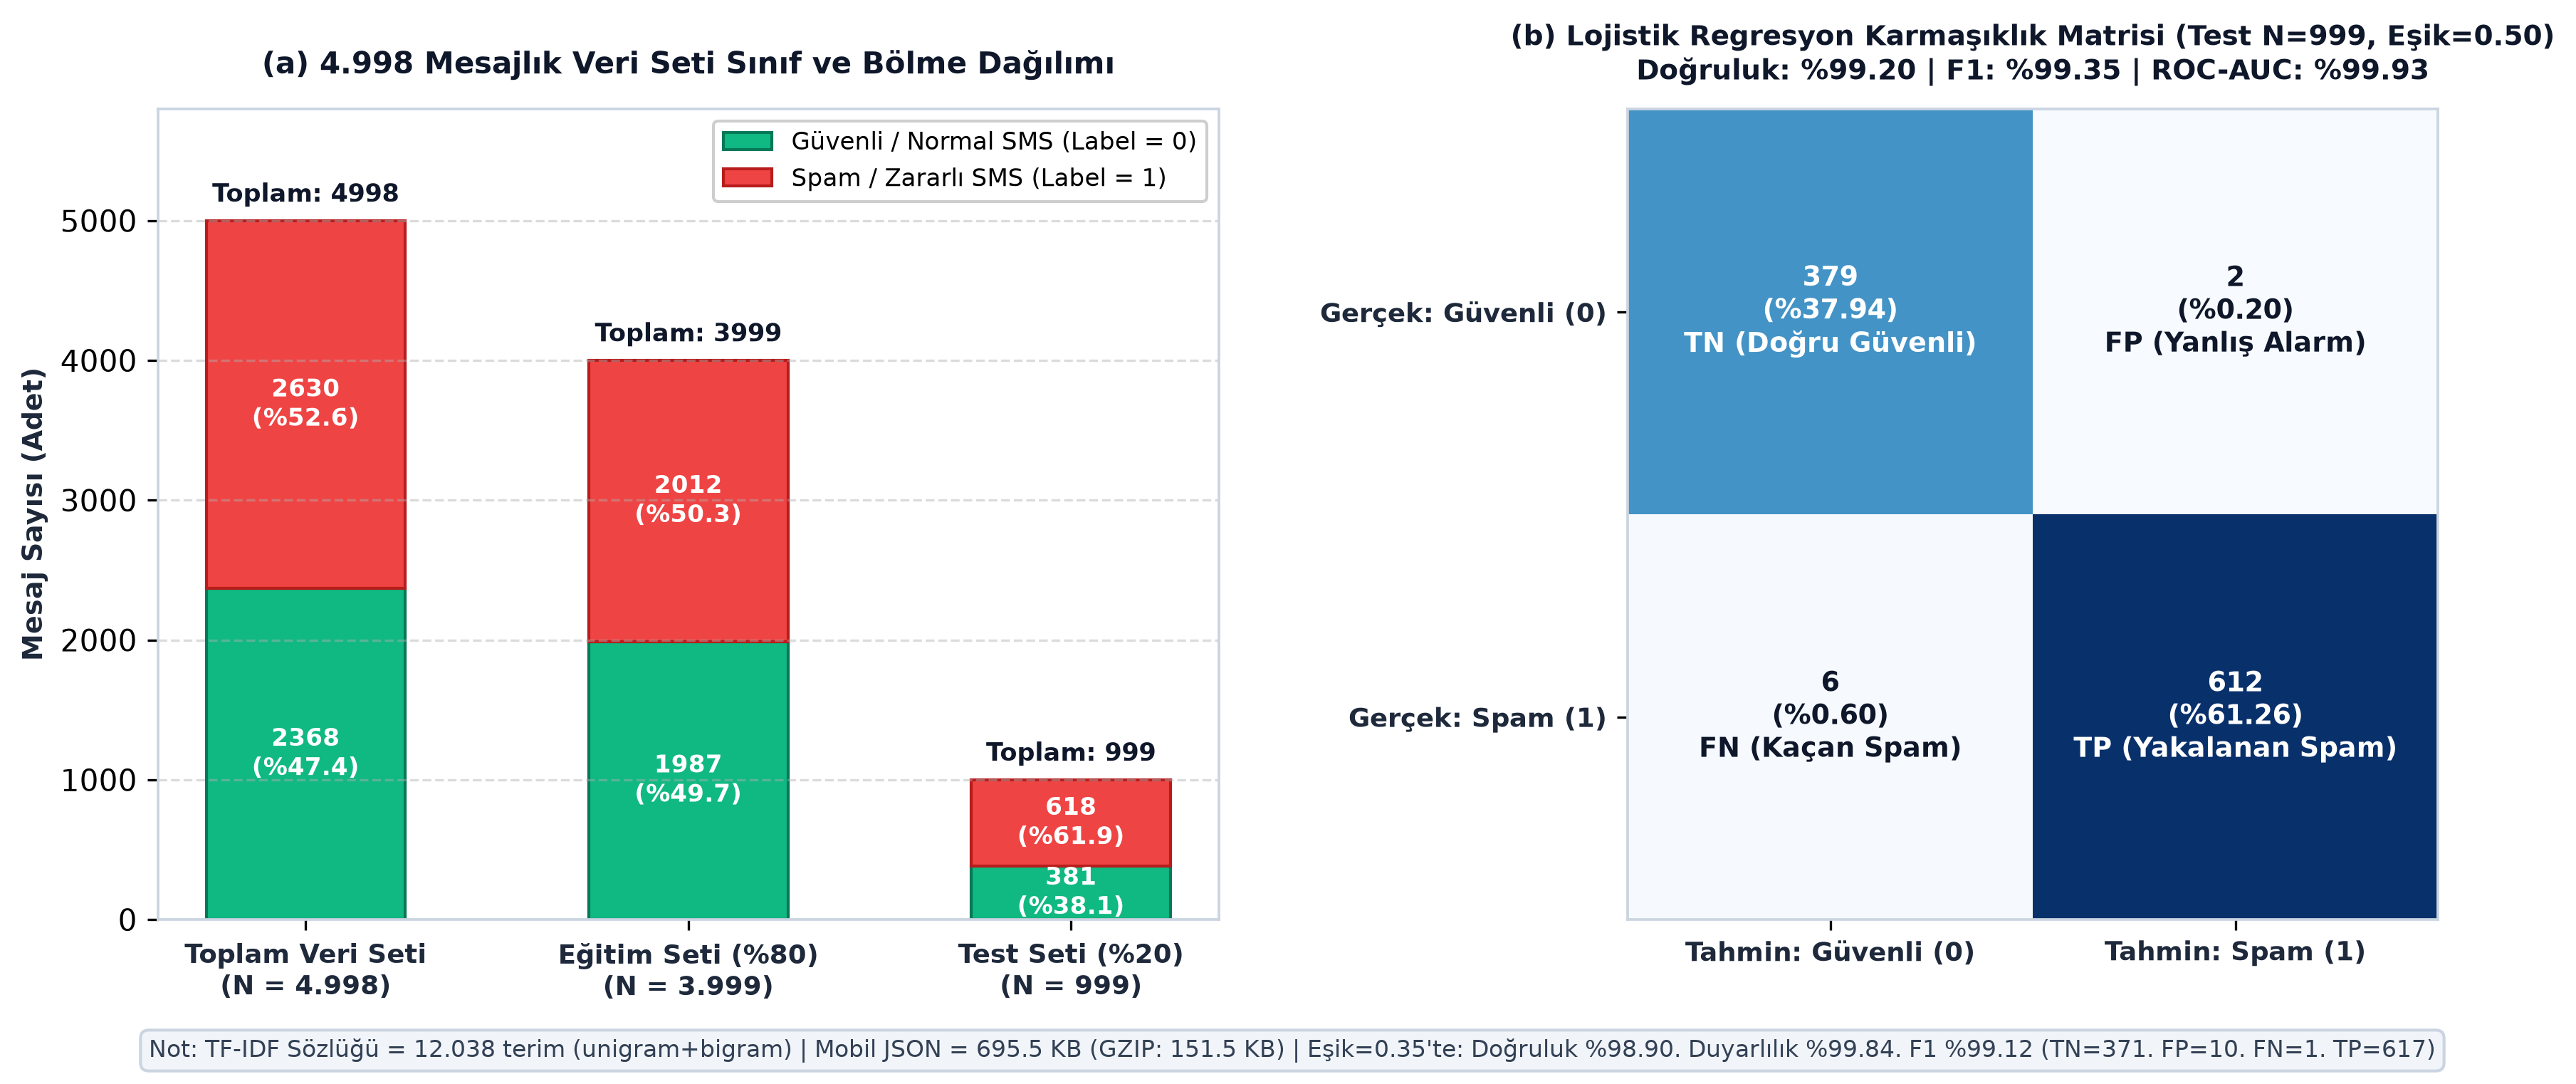 (a) 4.998 Mesajlık Veri Seti Sınıf ve Bölme Dağılımı
Güvenli / Normal SMS (Label = 0)
Spam / Zararlı SMS (Label = 1)
Mesaj Sayısı (Adet)
5000
4000
3000
2000
1000
0
Toplam: 4998
2630
(%52.6)
2368
(%47.4)
Toplam: 3999
2012
(%50.3)
1987
(%49.7)
Toplam: 999
618
(%61.9)
381
(%38.1)
Toplam Veri Seti
(N = 4.998)
Eğitim Seti (%80)
(N = 3.999)
Test Seti (%20)
(N = 999)
(b) Lojistik Regresyon Karmaşıklık Matrisi (Test N=999, Eşik=0.50)
Doğruluk: %99.20 | F1: %99.35 | ROC-AUC: %99.93
Gerçek: Güvenli (0)
379
(%37.94)
TN (Doğru Güvenli)
2
(%0.20)
FP (Yanlış Alarm)
Gerçek: Spam (1)
6
(%0.60)
FN (Kaçan Spam)
612
(%61.26)
TP (Yakalanan Spam)
Tahmin: Güvenli (0)
Tahmin: Spam (1)
Not: TF-IDF Sözlüğü = 12.038 terim (unigram+bigram) | Mobil JSON = 695.5 KB (GZIP: 151.5 KB) | Eşik=0.35'te: Doğruluk %98.90. Duyarlılık %99.84. F1 %99.12 (TN=371. FP=10. FN=1. TP=617)